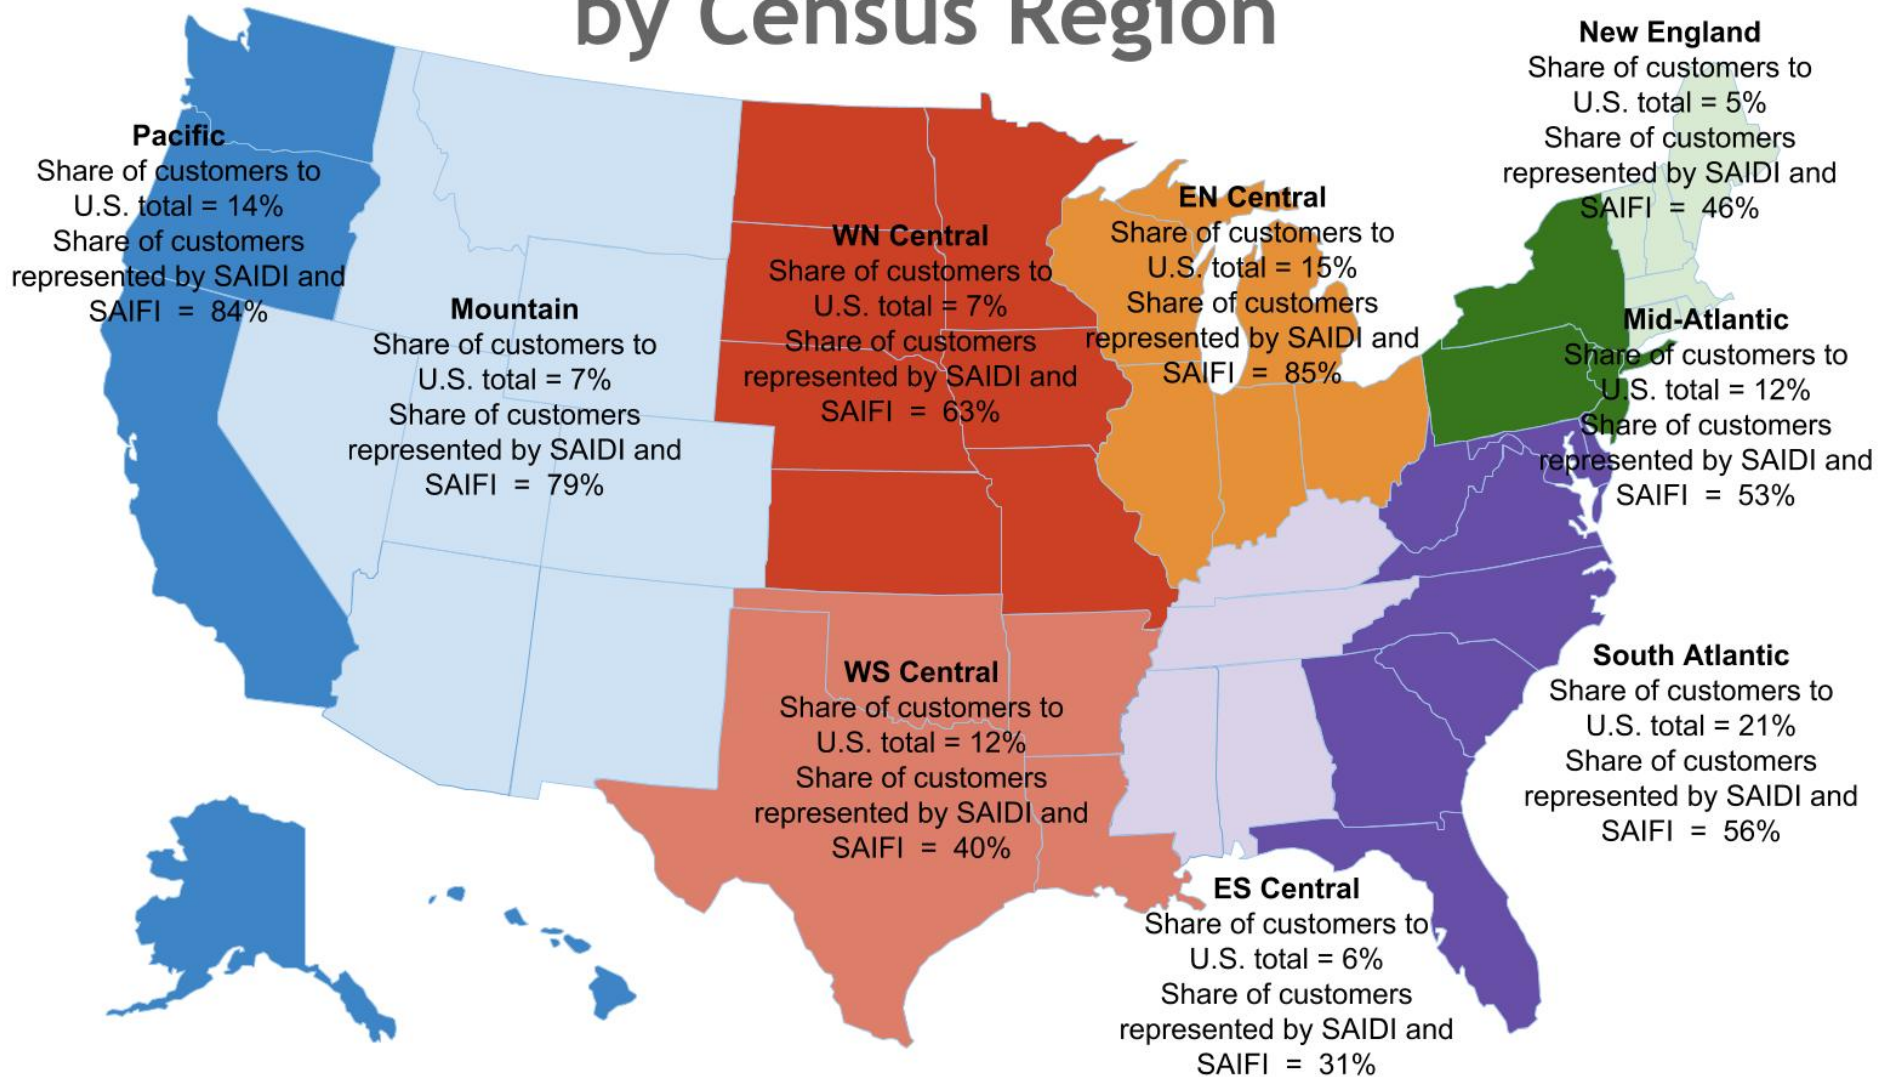 by Census Region
New England
Share of customers to
U.S. total = 5%
Share of customers
represented by SAIDI and
SAIFI = 46%
Pacific
Share of customers to
U.S. total = 14%
Share of customers
represented by SAIDI and
SAIFI = 84%
EN Central
Share of customers to
U.S. total = 15%
Share of customers
represented by SAIDI and
SAIFI = 85%
WN Central
Share of customers to
U.S. total = 7%
Share of customers
represented by SAIDI and
SAIFI = 63%
Mountain
Share of customers to
U.S. total = 7%
Share of customers
represented by SAIDI and
SAIFI = 79%
Mid-Atlantic
Share of customers to
U.S. total = 12%
Share of customers
represented by SAIDI and
SAIFI = 53%
South Atlantic
Share of customers to
U.S. total = 21%
Share of customers
represented by SAIDI and
SAIFI = 56%
WS Central
Share of customers to
U.S. total = 12%
Share of customers
represented by SAIDI and
SAIFI = 40%
ES Central
Share of customers to
U.S. total = 6%
Share of customers
represented by SAIDI and
SAIFI = 31%